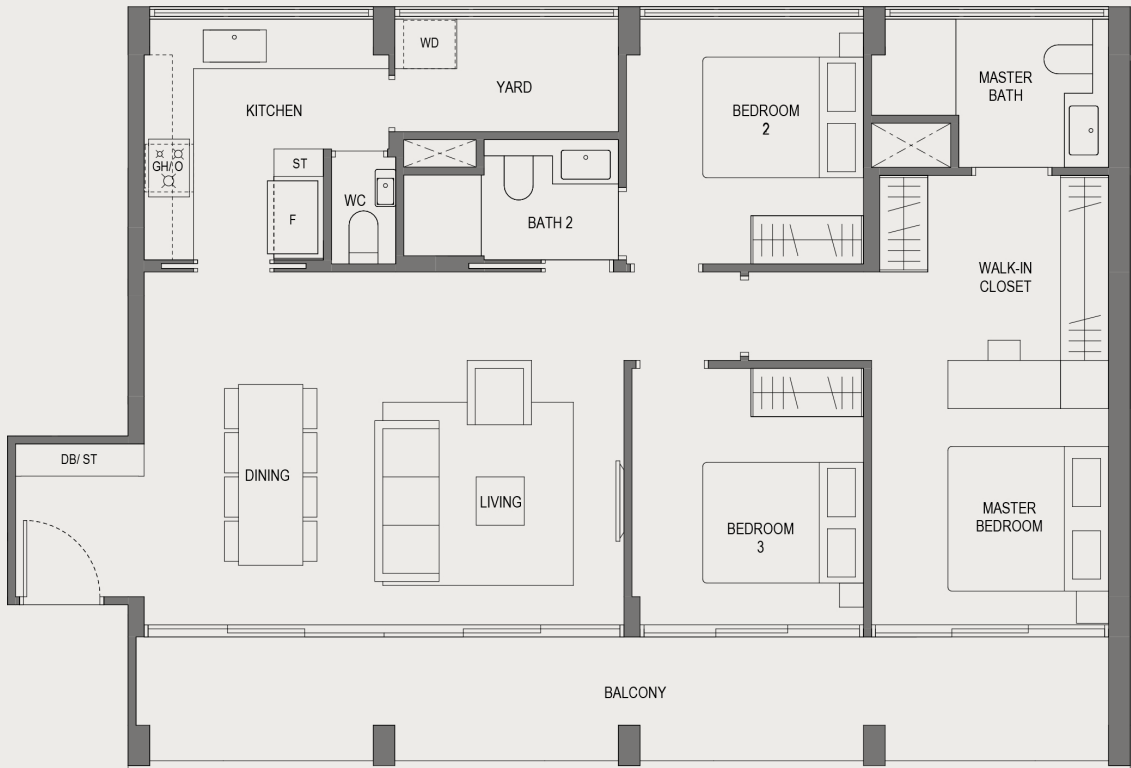 WD
YARD
KITCHEN
BEDROOM
2
MASTER
BATH
GH/O
ST
F
WC
BATH 2
WALK-IN
CLOSET
DB/ ST
DINING
LIVING
BEDROOM
3
MASTER
BEDROOM
BALCONY